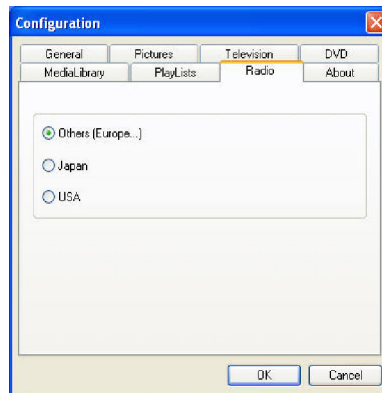 Configuration
General Pictures Television DVD
MediaLibrary PlayLists Radio About
Others (Europe...)
Japan
USA
OK Cancel